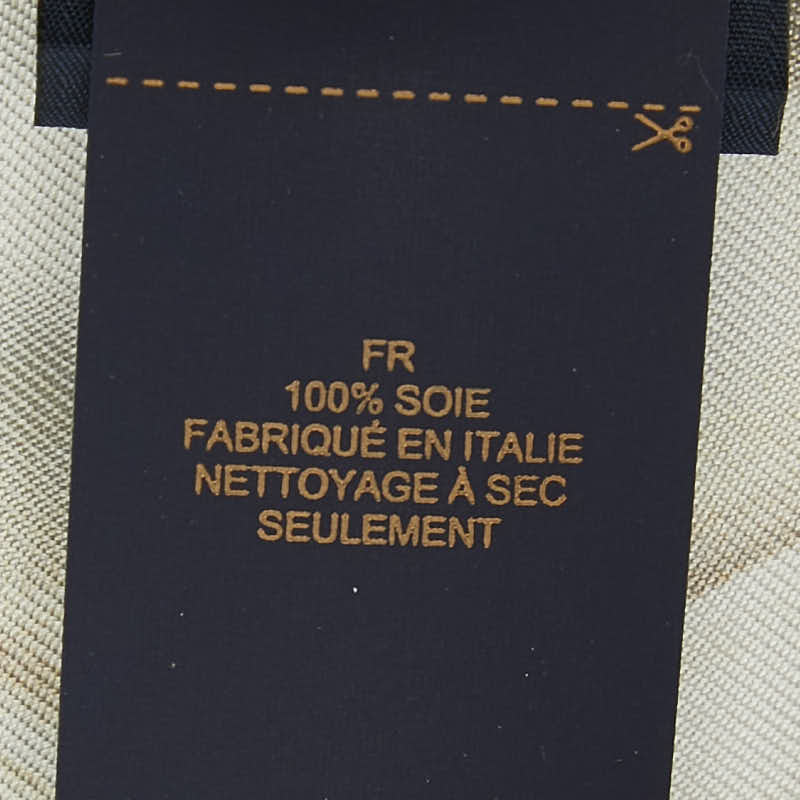 FR
100% SOIE
FABRIQUÉ EN ITALIE
NETTOYAGE À SEC
SEULEMENT